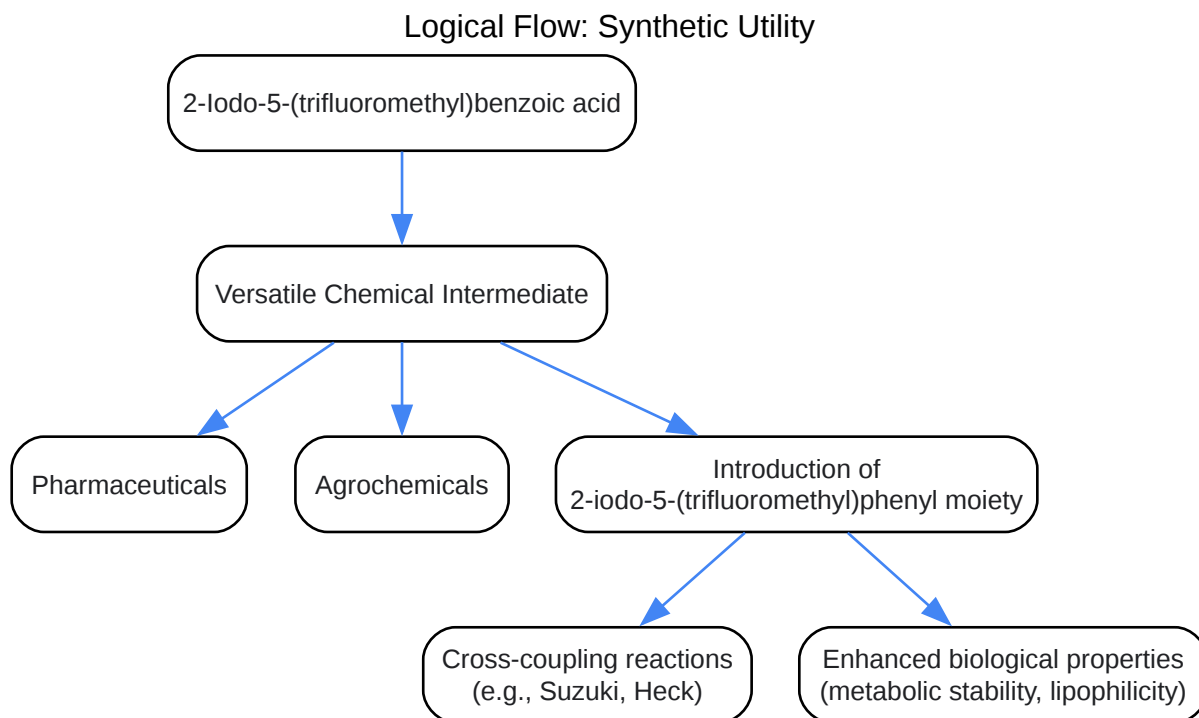 Logical Flow: Synthetic Utility
2-Iodo-5-(trifluoromethyl)benzoic acid
Versatile Chemical Intermediate
Pharmaceuticals
Agrochemicals
Introduction of
2-iodo-5-(trifluoromethyl)phenyl moiety
Cross-coupling reactions
(e.g., Suzuki, Heck)
Enhanced biological properties
(metabolic stability, lipophilicity)